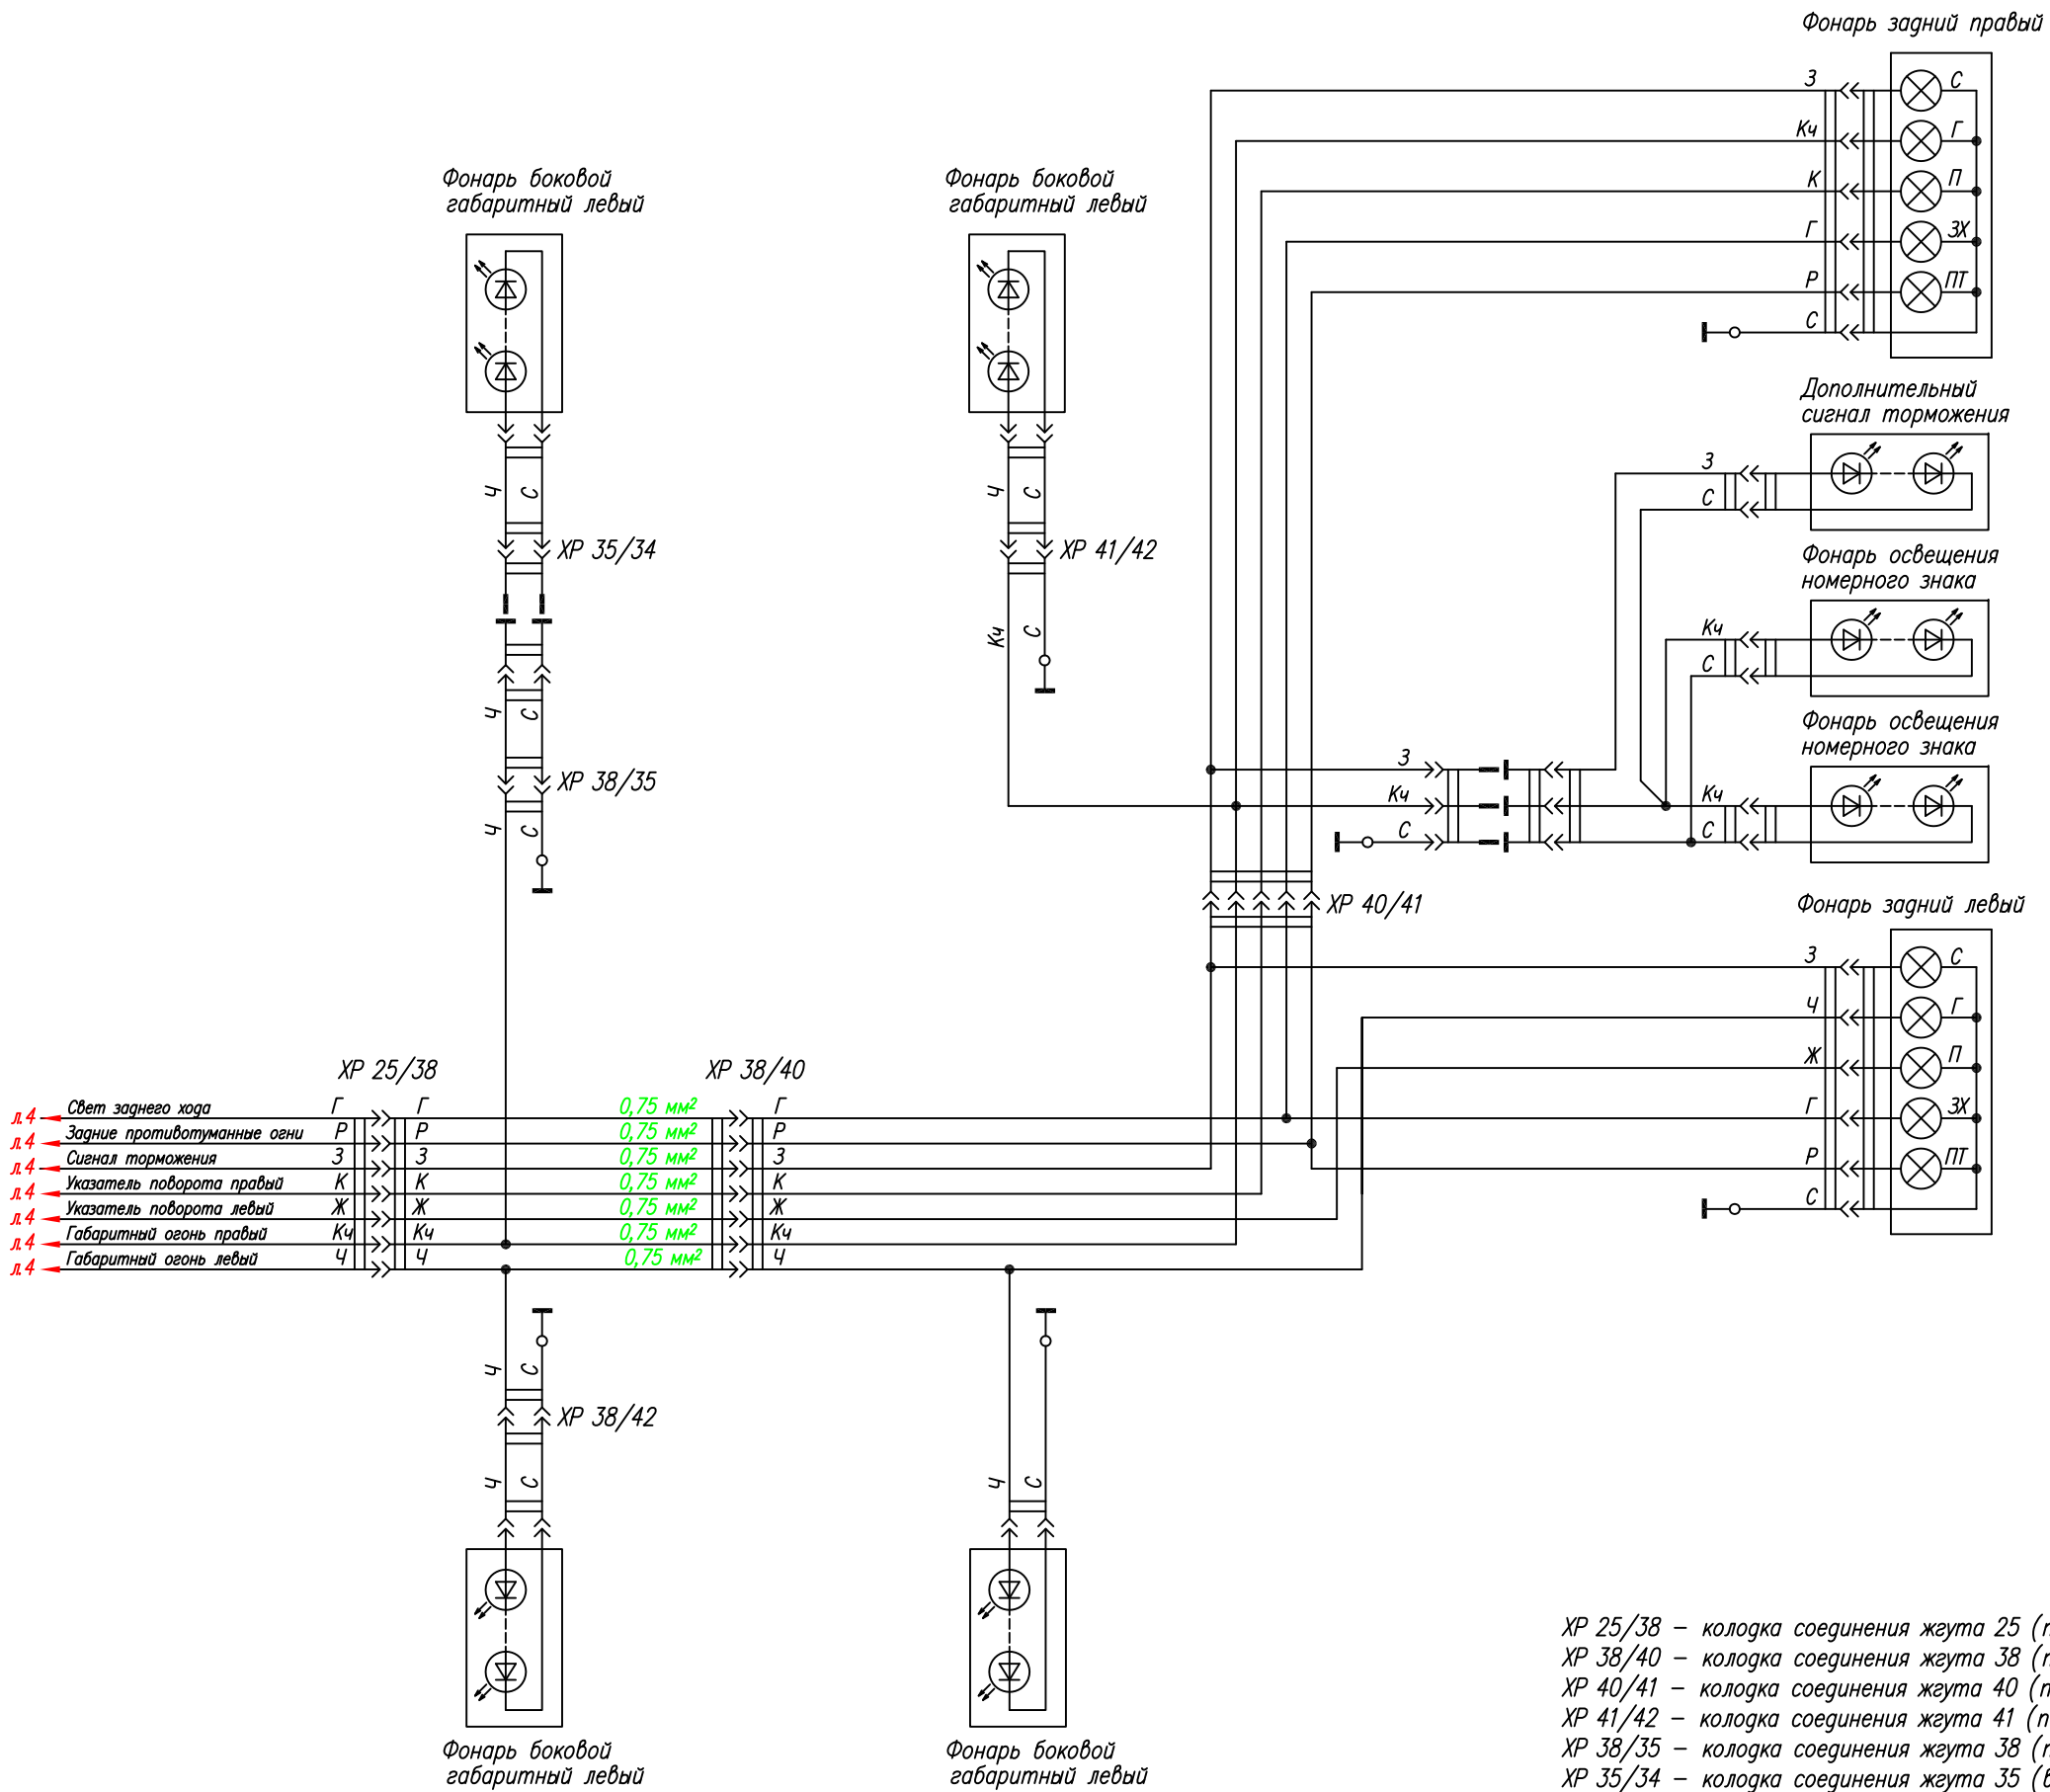 Фонарь задний правый
З
С
Кч
Г
К
П
Г
ЗХ
Р
ПТ
С
Фонарь боковой
габаритный левый
Фонарь боковой
габаритный левый
Дополнительный
сигнал торможения
З
С
Ч
С
Ч
С
ХР 35/34
ХР 41/42
Фонарь освещения
номерного знака
Кч
С
Кч
С
Ч
С
Фонарь освещения
номерного знака
ХР 38/35
З
Кч
Кч
С
С
Ч
С
ХР 40/41
Фонарь задний левый
З
С
Ч
Г
Ж
П
Г
ЗХ
Р
ПТ
С
ХР 25/38
ХР 38/40
л.4 Свет заднего хода Г Г 0,75 мм² Г
л.4 Задние противотуманные огни Р Р 0,75 мм² Р
л.4 Сигнал торможения З З 0,75 мм² З
л.4 Указатель поворота правый К К 0,75 мм² К
л.4 Указатель поворота левый Ж Ж 0,75 мм² Ж
л.4 Габаритный огонь правый Кч Кч 0,75 мм² Кч
л.4 Габаритный огонь левый Ч Ч 0,75 мм² Ч
Ч
С
ХР 38/42
Ч
С
Ч
С
Фонарь боковой
габаритный левый
Фонарь боковой
габаритный левый
ХР 25/38 – колодка соединения жгута 25 (
ХР 38/40 – колодка соединения жгута 38 (
ХР 40/41 – колодка соединения жгута 40 (
ХР 41/42 – колодка соединения жгута 41 (
ХР 38/35 – колодка соединения жгута 38 (
ХР 35/34 – колодка соединения жгута 35 (